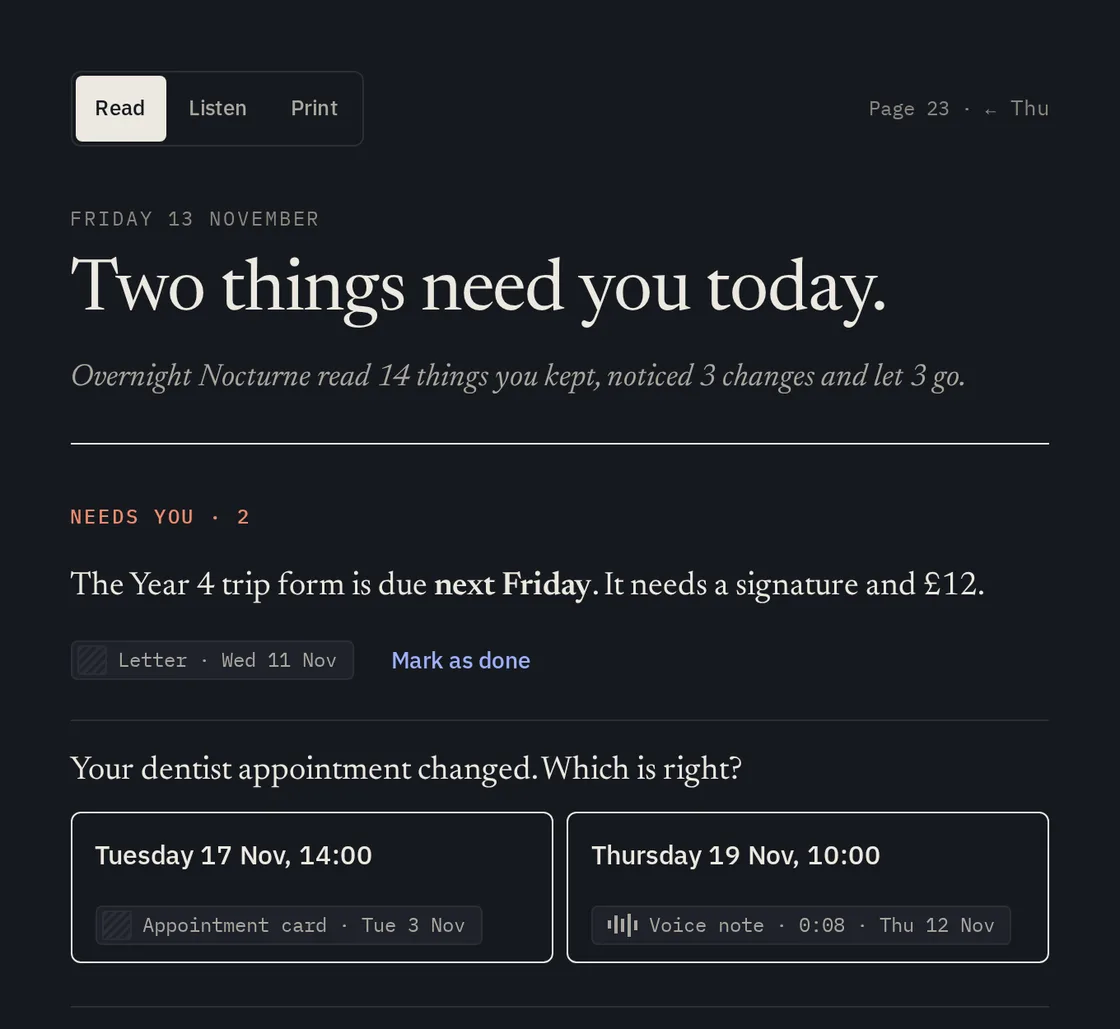 Read Listen Print Page 23 · ← Thu
FRIDAY 13 NOVEMBER
Two things need you today.
Overnight Nocturne read 14 things you kept, noticed 3 changes and let 3 go.
NEEDS YOU · 2
The Year 4 trip form is due next Friday. It needs a signature and £12.
Letter · Wed 11 Nov Mark as done
Your dentist appointment changed. Which is right?
Tuesday 17 Nov, 14:00
Appointment card · Tue 3 Nov
Thursday 19 Nov, 10:00
Voice note · 0:08 · Thu 12 Nov